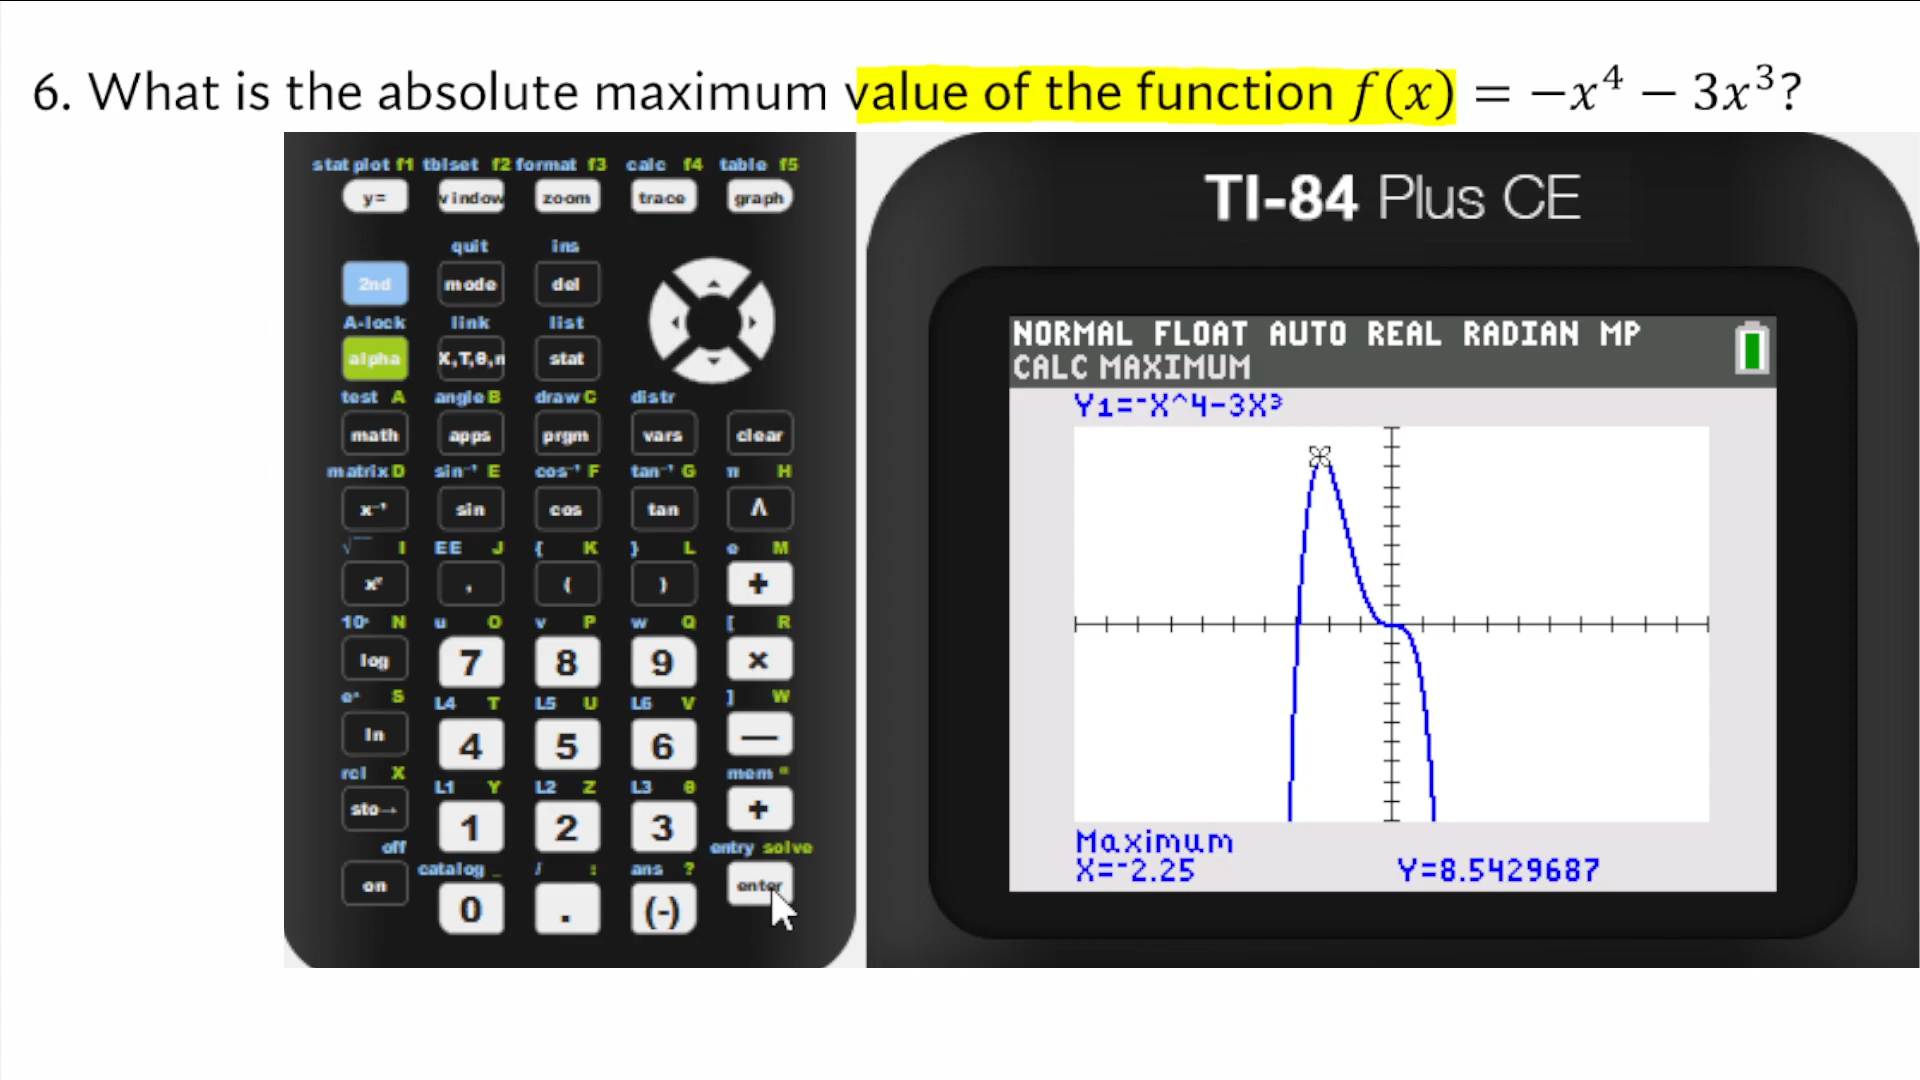 6. What is the absolute maximum value of the function f(x) = −x⁴ − 3x³?
stat plot f1 tblset f2 format f3 calc f4 table f5
y= window zoom trace graph
quit ins
2nd mode del
A-lock link list
alpha X,T,θ,n stat
test A angle B draw C distr
math apps prgm vars clear
matrix D sin⁻¹ E cos⁻¹ F tan⁻¹ G π H
x⁻¹ sin cos tan ^
√ I EE J { K } L e M
x² , ( ) ÷
10ˣ N u O v P w Q [ R
log 7 8 9 ×
eˣ S L4 T L5 U L6 V ] W
ln 4 5 6 —
rcl X L1 Y L2 Z L3 θ mem "
sto→ 1 2 3 +
off catalog _ i : ans ? entry solve
on 0 . (-) enter
TI-84 Plus CE
NORMAL FLOAT AUTO REAL RADIAN MP
CALC MAXIMUM
Y1=-X^4-3X³
Maximum
X=-2.25 Y=8.5429687